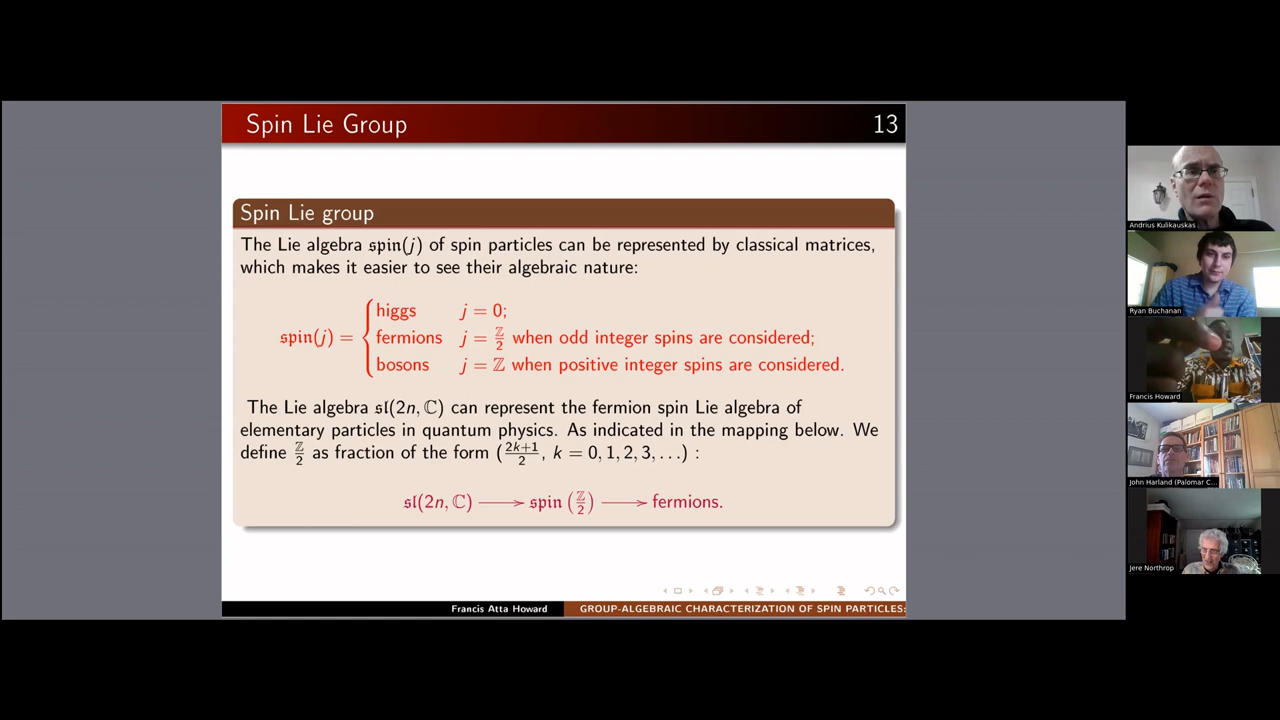 Spin Lie Group 13
Spin Lie group
The Lie algebra 𝔰𝔭𝔦𝔫(j) of spin particles can be represented by classical matrices,
which makes it easier to see their algebraic nature:
higgs j = 0;
𝔰𝔭𝔦𝔫(j) = { fermions j = ℤ/2 when odd integer spins are considered;
bosons j = ℤ when positive integer spins are considered.
The Lie algebra 𝔰𝔩(2n, ℂ) can represent the fermion spin Lie algebra of
elementary particles in quantum physics. As indicated in the mapping below. We
define ℤ/2 as fraction of the form (2k+1/2, k = 0, 1, 2, 3, . . .) :
𝔰𝔩(2n, ℂ) ⟶ 𝔰𝔭𝔦𝔫 (ℤ/2) ⟶ fermions.
Francis Atta Howard GROUP-ALGEBRAIC CHARACTERIZATION OF SPIN PARTICLES:
Andrius Kulikauskas
Ryan Buchanan
Francis Howard
John Harland (Palomar C...
Jere Northrop